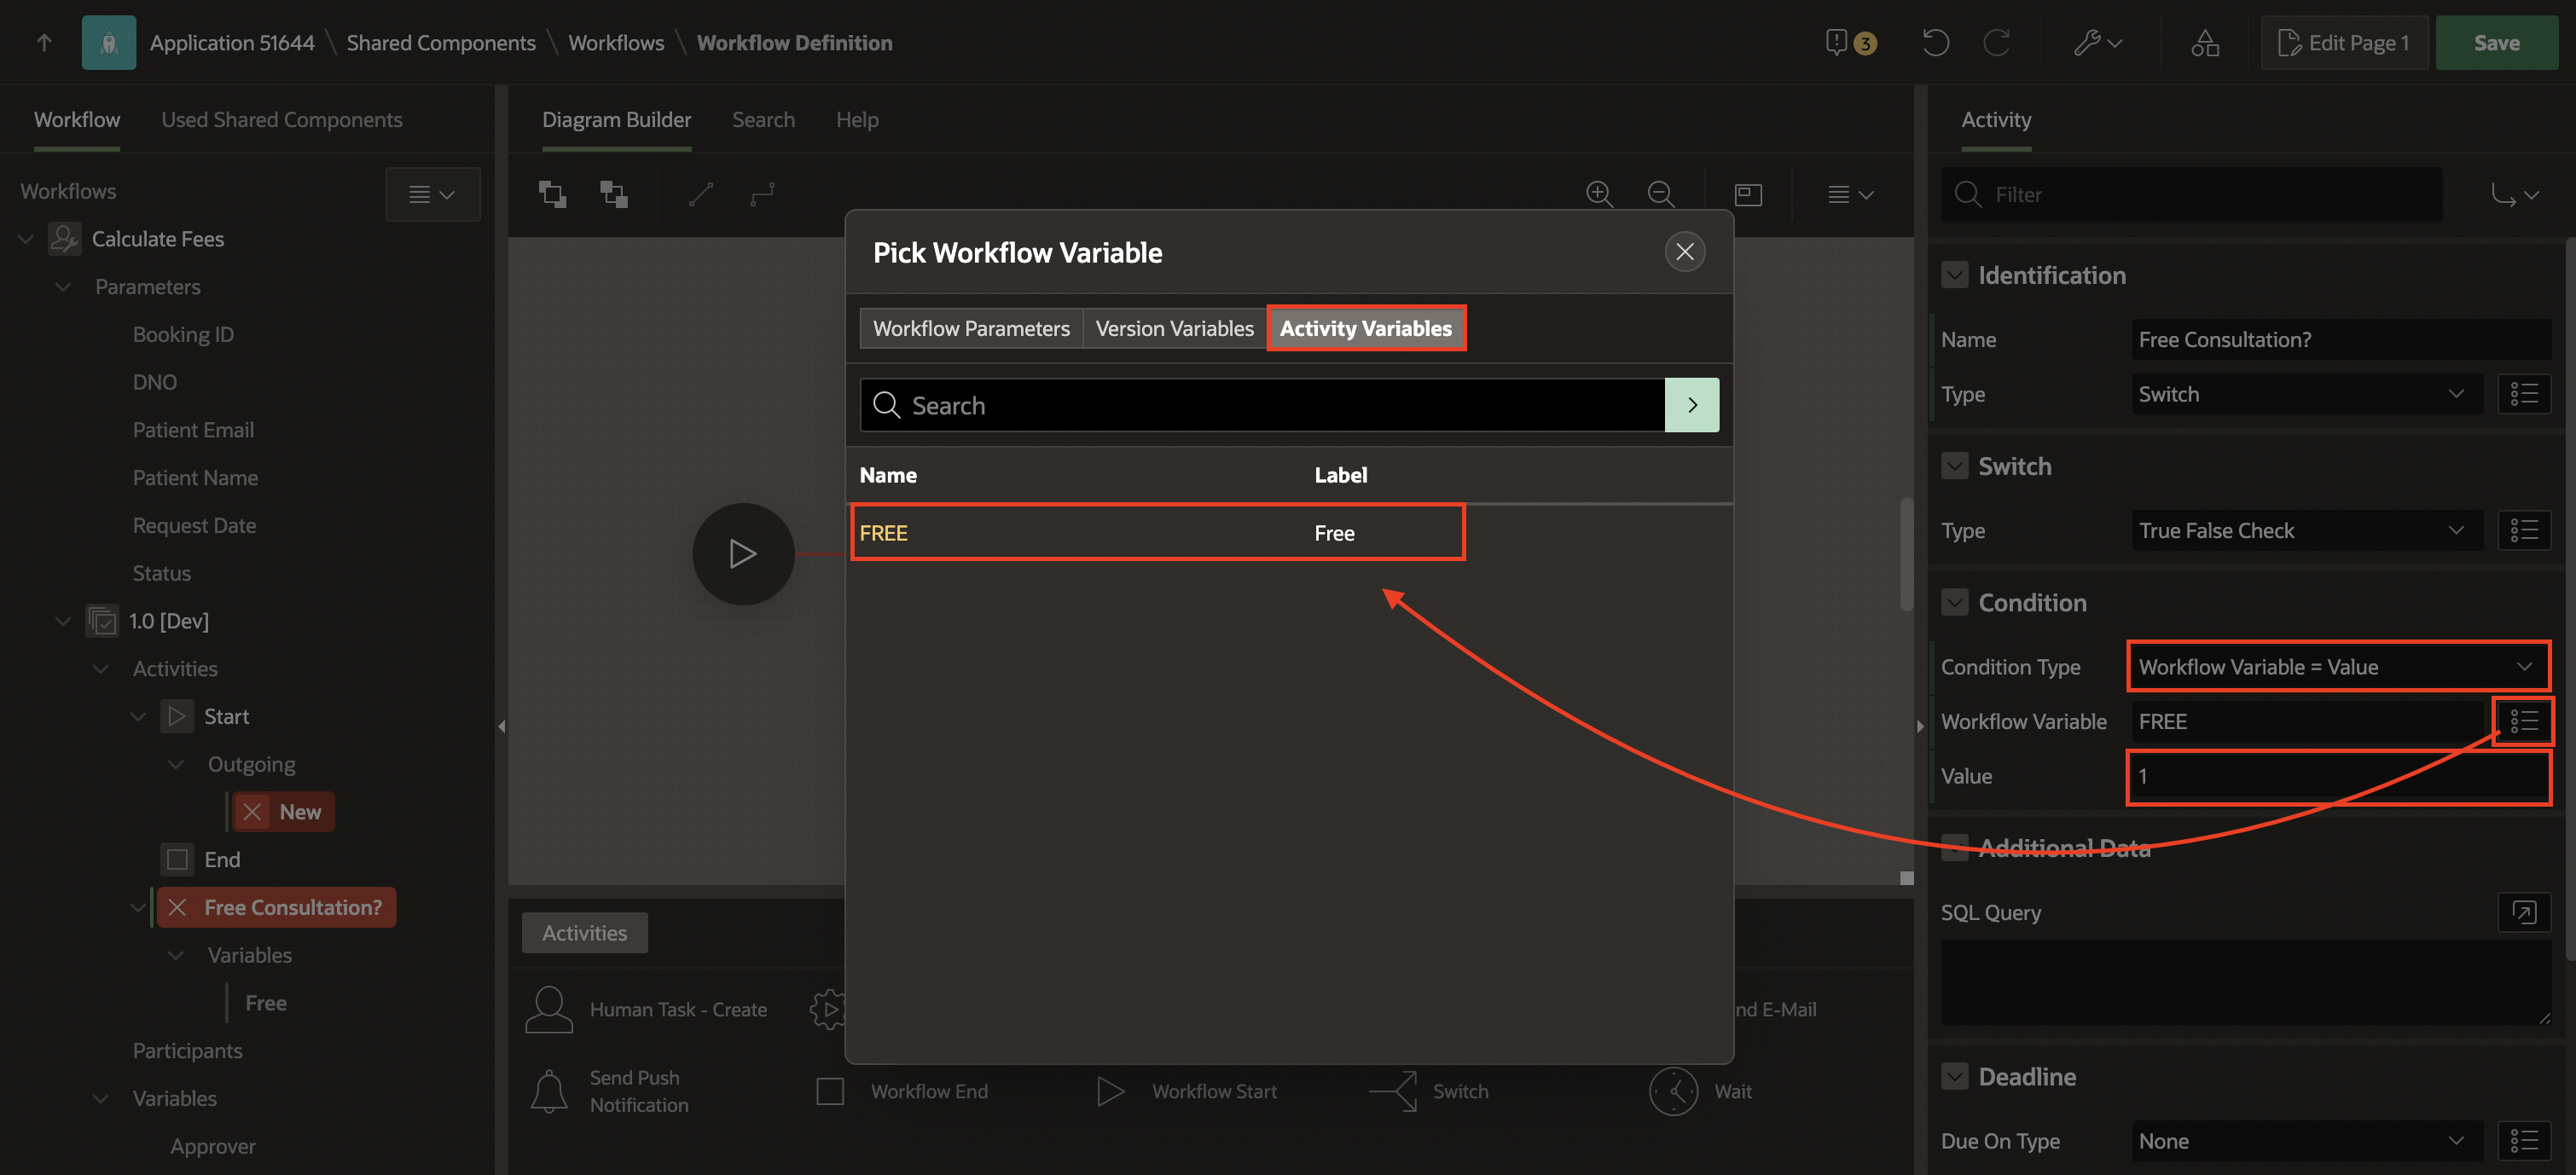 Application 51644 \ Shared Components \ Workflows \ Workflow Definition
3
Edit Page 1
Save
Workflow
Used Shared Components
Workflows
Calculate Fees
Parameters
Booking ID
DNO
Patient Email
Patient Name
Request Date
Status
1.0 [Dev]
Activities
Start
Outgoing
New
End
Free Consultation?
Variables
Free
Participants
Variables
Approver
Diagram Builder
Search
Help
Pick Workflow Variable
Workflow Parameters
Version Variables
Activity Variables
Search
Name Label
FREE Free
Activities
Human Task - Create
nd E-Mail
Send Push
Notification
Workflow End
Workflow Start
Switch
Wait
Activity
Filter
Identification
Name Free Consultation?
Type Switch
Switch
Type True False Check
Condition
Condition Type Workflow Variable = Value
Workflow Variable FREE
Value 1
Additional Data
SQL Query
Deadline
Due On Type None